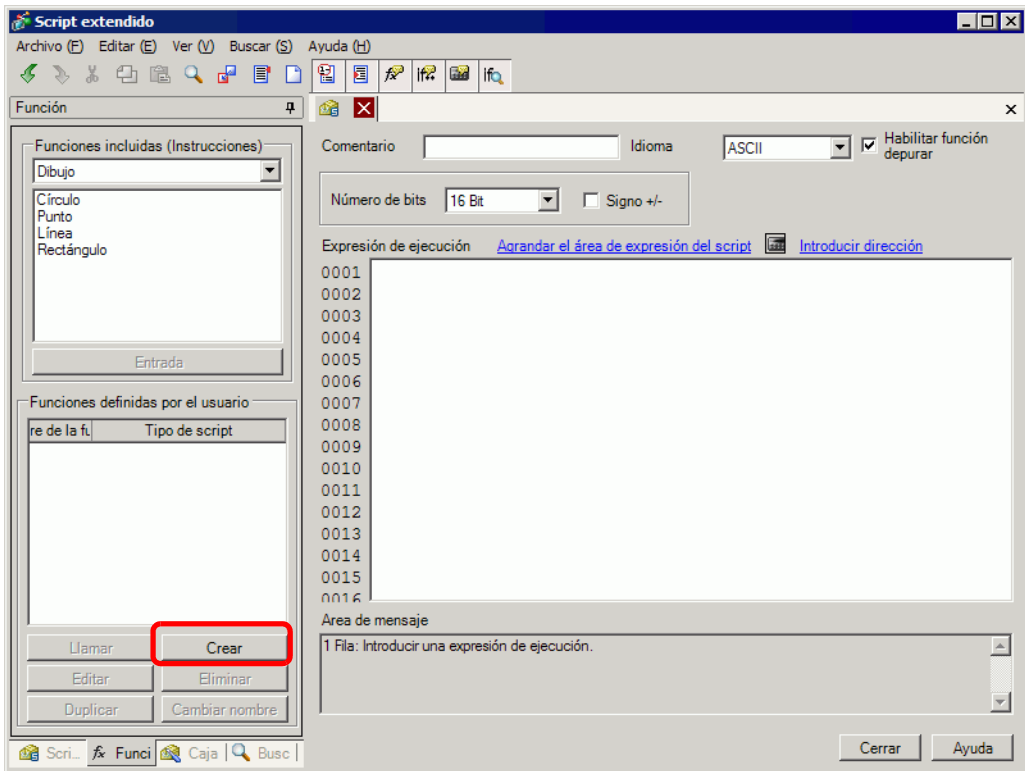 Script extendido
Archivo (F) Editar (E) Ver (V) Buscar (S) Ayuda (H)
Función
Funciones incluidas (Instrucciones)
Dibujo
Círculo
Punto
Línea
Rectángulo
Entrada
Funciones definidas por el usuario
re de la fu Tipo de script
Llamar Crear
Editar Eliminar
Duplicar Cambiar nombre
Scri... fx Funci Caja Busc
Comentario Idioma ASCII Habilitar función depurar
Número de bits 16 Bit Signo +/-
Expresión de ejecución Agrandar el área de expresión del script Introducir dirección
0001
0002
0003
0004
0005
0006
0007
0008
0009
0010
0011
0012
0013
0014
0015
0016
Area de mensaje
1 Fila: Introducir una expresión de ejecución.
Cerrar Ayuda